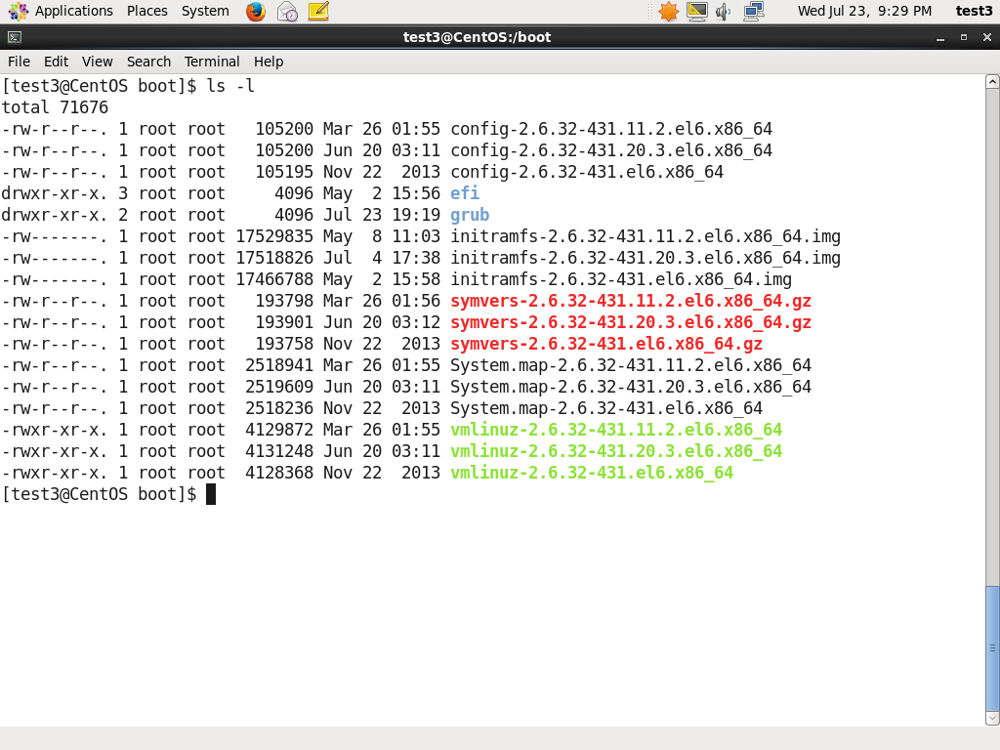 Applications Places System Wed Jul 23, 9:29 PM test3
test3@CentOS:/boot
File Edit View Search Terminal Help
[test3@CentOS boot]$ ls -l
total 71676
-rw-r--r--. 1 root root   105200 Mar 26 01:55 config-2.6.32-431.11.2.el6.x86_64
-rw-r--r--. 1 root root   105200 Jun 20 03:11 config-2.6.32-431.20.3.el6.x86_64
-rw-r--r--. 1 root root   105195 Nov 22  2013 config-2.6.32-431.el6.x86_64
drwxr-xr-x. 3 root root     4096 May  2 15:56 efi
drwxr-xr-x. 2 root root     4096 Jul 23 19:19 grub
-rw-------. 1 root root 17529835 May  8 11:03 initramfs-2.6.32-431.11.2.el6.x86_64.img
-rw-------. 1 root root 17518826 Jul  4 17:38 initramfs-2.6.32-431.20.3.el6.x86_64.img
-rw-------. 1 root root 17466788 May  2 15:58 initramfs-2.6.32-431.el6.x86_64.img
-rw-r--r--. 1 root root   193798 Mar 26 01:56 symvers-2.6.32-431.11.2.el6.x86_64.gz
-rw-r--r--. 1 root root   193901 Jun 20 03:12 symvers-2.6.32-431.20.3.el6.x86_64.gz
-rw-r--r--. 1 root root   193758 Nov 22  2013 symvers-2.6.32-431.el6.x86_64.gz
-rw-r--r--. 1 root root  2518941 Mar 26 01:55 System.map-2.6.32-431.11.2.el6.x86_64
-rw-r--r--. 1 root root  2519609 Jun 20 03:11 System.map-2.6.32-431.20.3.el6.x86_64
-rw-r--r--. 1 root root  2518236 Nov 22  2013 System.map-2.6.32-431.el6.x86_64
-rwxr-xr-x. 1 root root  4129872 Mar 26 01:55 vmlinuz-2.6.32-431.11.2.el6.x86_64
-rwxr-xr-x. 1 root root  4131248 Jun 20 03:11 vmlinuz-2.6.32-431.20.3.el6.x86_64
-rwxr-xr-x. 1 root root  4128368 Nov 22  2013 vmlinuz-2.6.32-431.el6.x86_64
[test3@CentOS boot]$